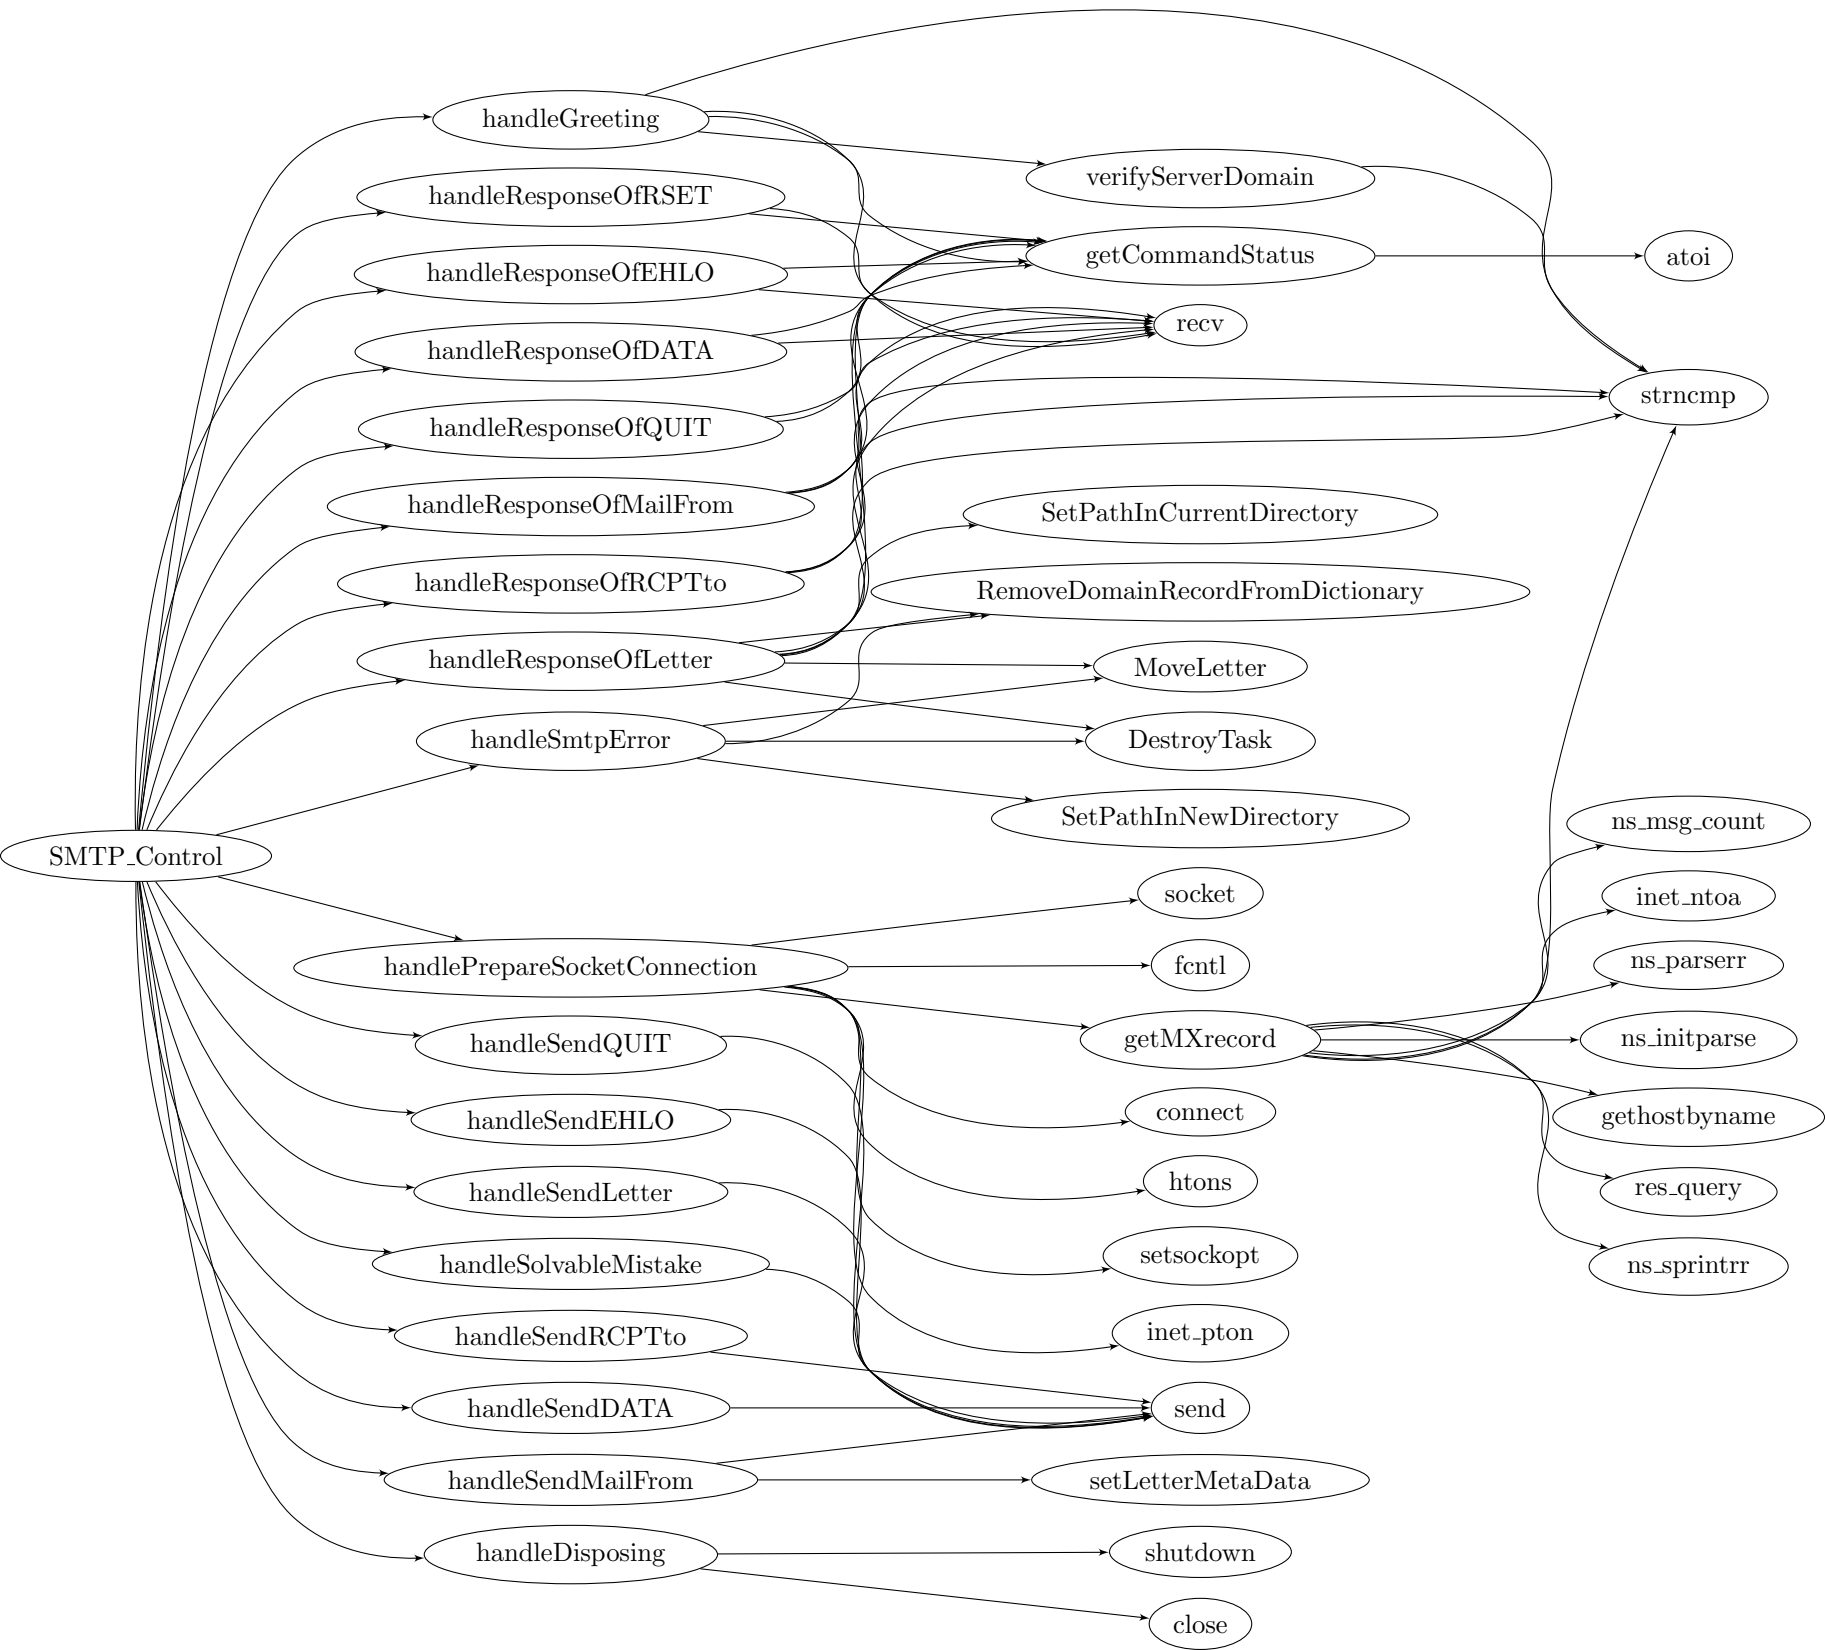 SMTP_Control
handleGreeting
handleResponseOfRSET
handleResponseOfEHLO
handleResponseOfDATA
handleResponseOfQUIT
handleResponseOfMailFrom
handleResponseOfRCPTto
handleResponseOfLetter
handleSmtpError
handlePrepareSocketConnection
handleSendQUIT
handleSendEHLO
handleSendLetter
handleSolvableMistake
handleSendRCPTto
handleSendDATA
handleSendMailFrom
handleDisposing
verifyServerDomain
getCommandStatus
recv
SetPathInCurrentDirectory
RemoveDomainRecordFromDictionary
MoveLetter
DestroyTask
SetPathInNewDirectory
socket
fcntl
getMXrecord
connect
htons
setsockopt
inet_pton
send
setLetterMetaData
shutdown
close
atoi
strncmp
ns_msg_count
inet_ntoa
ns_parserr
ns_initparse
gethostbyname
res_query
ns_sprintrr